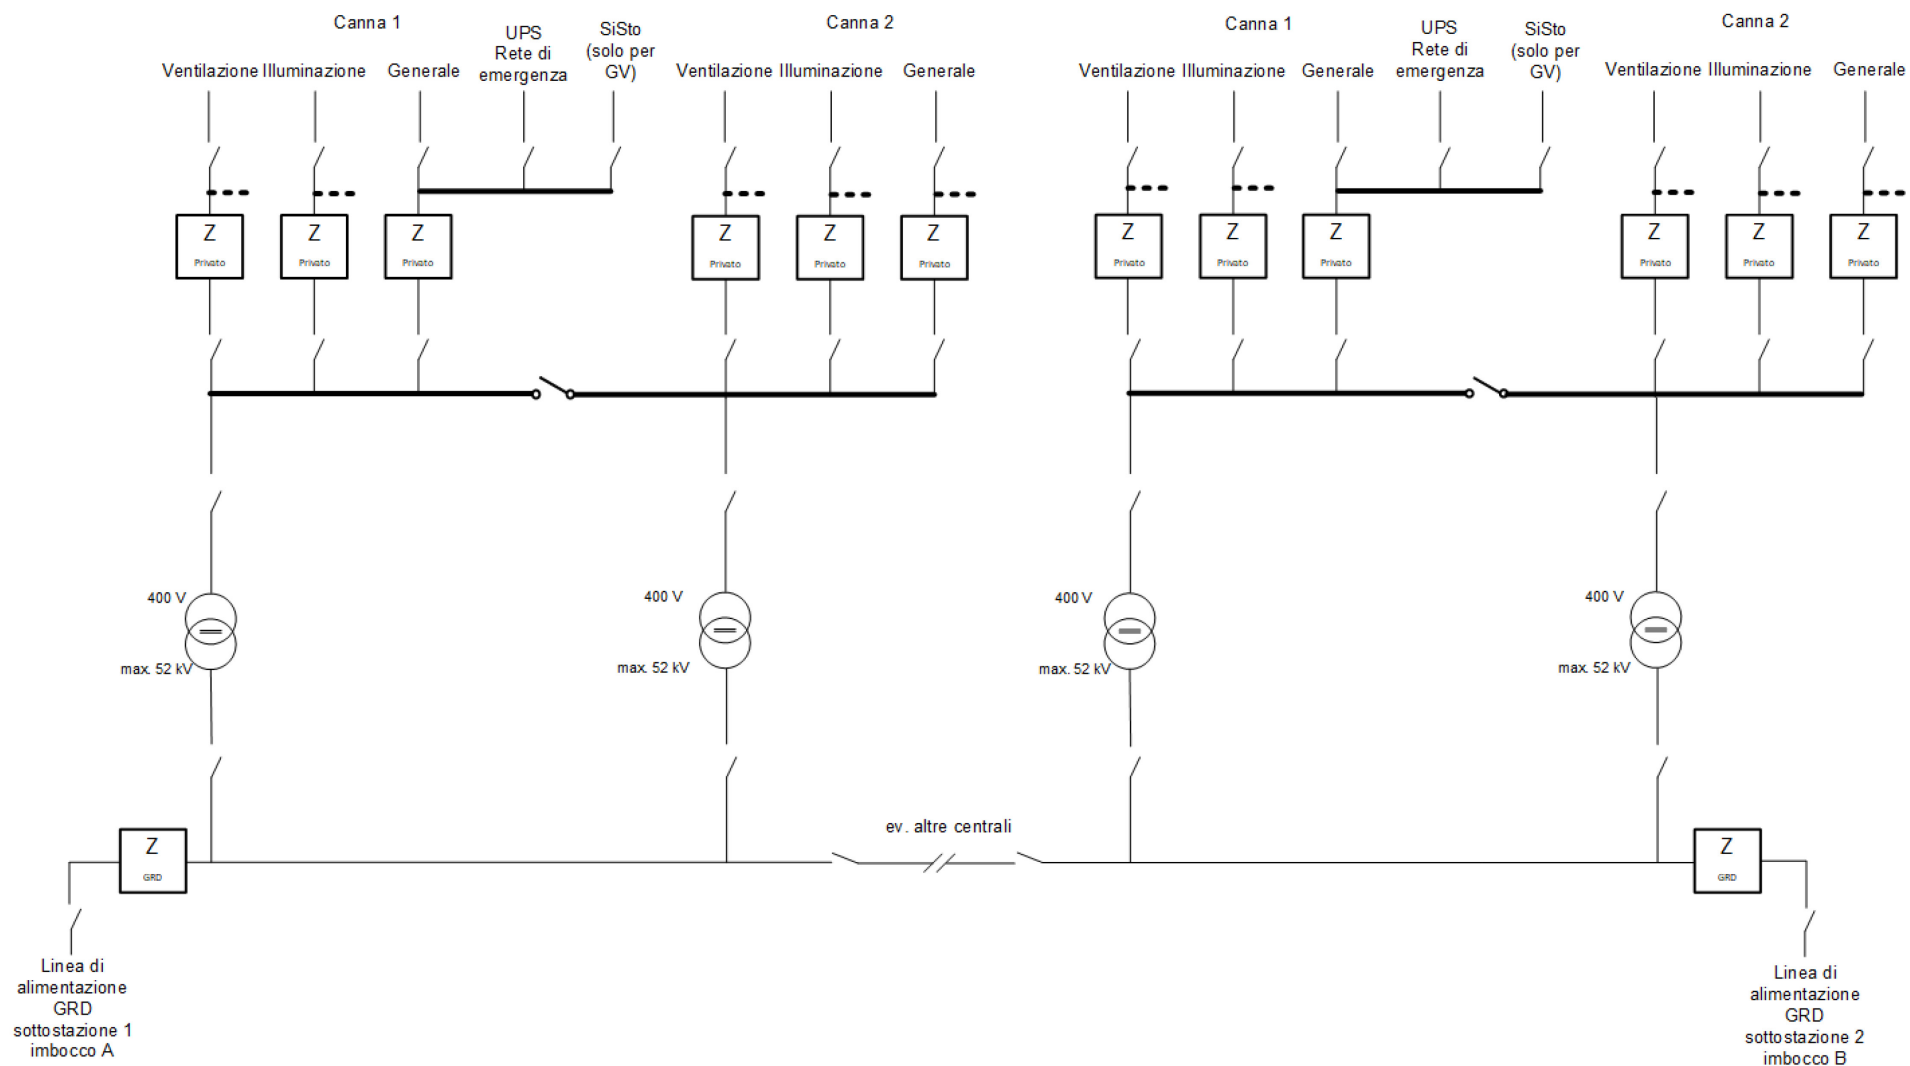 Canna 1
UPS
Rete di
emergenza
SiSto
(solo per
GV)
Canna 2
Canna 1
UPS
Rete di
emergenza
SiSto
(solo per
GV)
Canna 2
Ventilazione Illuminazione Generale
Ventilazione Illuminazione Generale
Ventilazione Illuminazione Generale
Ventilazione Illuminazione Generale
Z
Privato
Z
Privato
Z
Privato
Z
Privato
Z
Privato
Z
Privato
Z
Privato
Z
Privato
Z
Privato
Z
Privato
Z
Privato
Z
Privato
400 V
max. 52 kV
400 V
max. 52 kV
400 V
max. 52 kV
400 V
max. 52 kV
ev. altre centrali
Z
GRD
Z
GRD
Linea di
alimentazione
GRD
sottostazione 1
imbocco A
Linea di
alimentazione
GRD
sottostazione 2
imbocco B